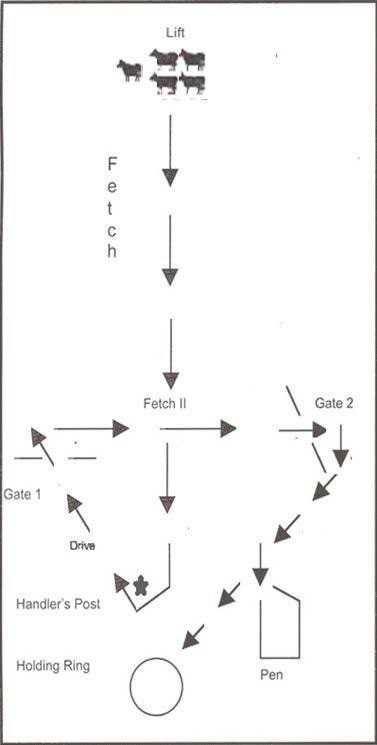 Lift
F
e
t
c
h
Fetch II
Gate 2
Gate 1
Drive
Handler's Post
Holding Ring
Pen